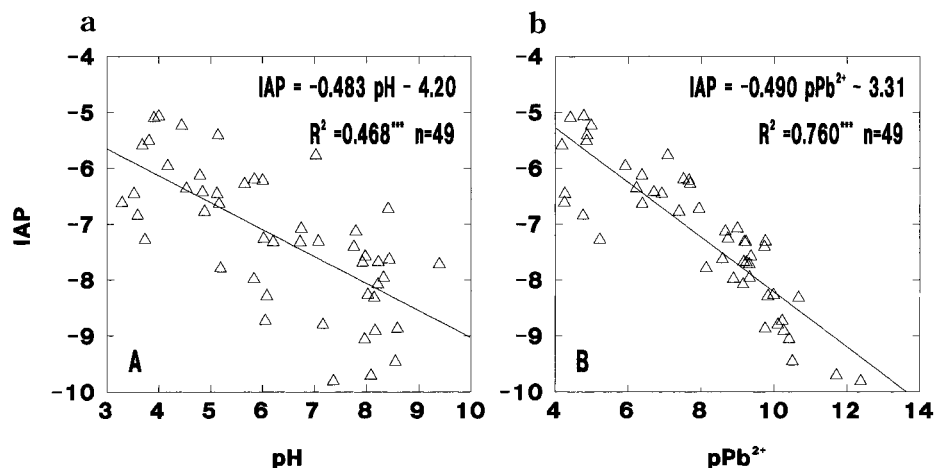 a
b
IAP = -0.483 pH - 4.20
R² =0.468*** n=49
IAP = -0.490 pPb²⁺ - 3.31
R² =0.760*** n=49
-4
-5
-6
-7
-8
-9
-10
-4
-5
-6
-7
-8
-9
-10
IAP
A
B
3 4 5 6 7 8 9 10
4 6 8 10 12 14
pH
pPb²⁺